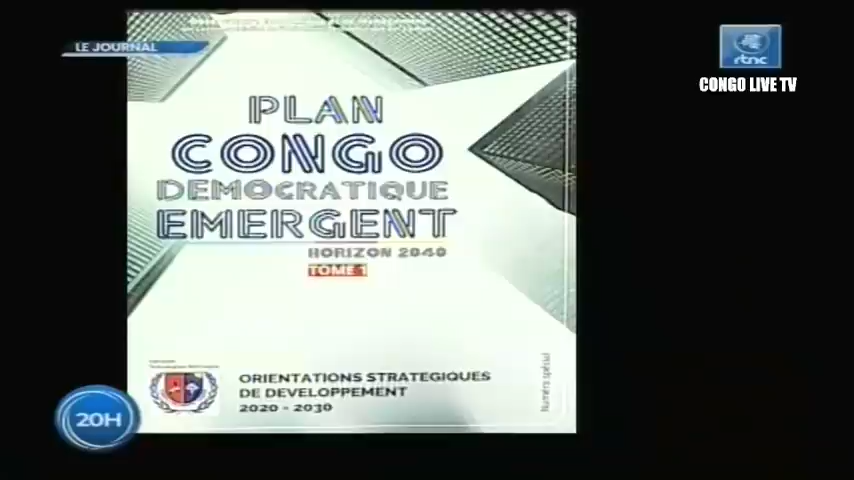 LE JOURNAL
rtnc
CONGO LIVE TV
PLAN
CONGO
DEMOCRATIQUE
EMERGENT
HORIZON 2040
TOME 1
ORIENTATIONS STRATEGIQUES
DE DEVELOPPEMENT
2020 - 2030
Numéro spécial
20H